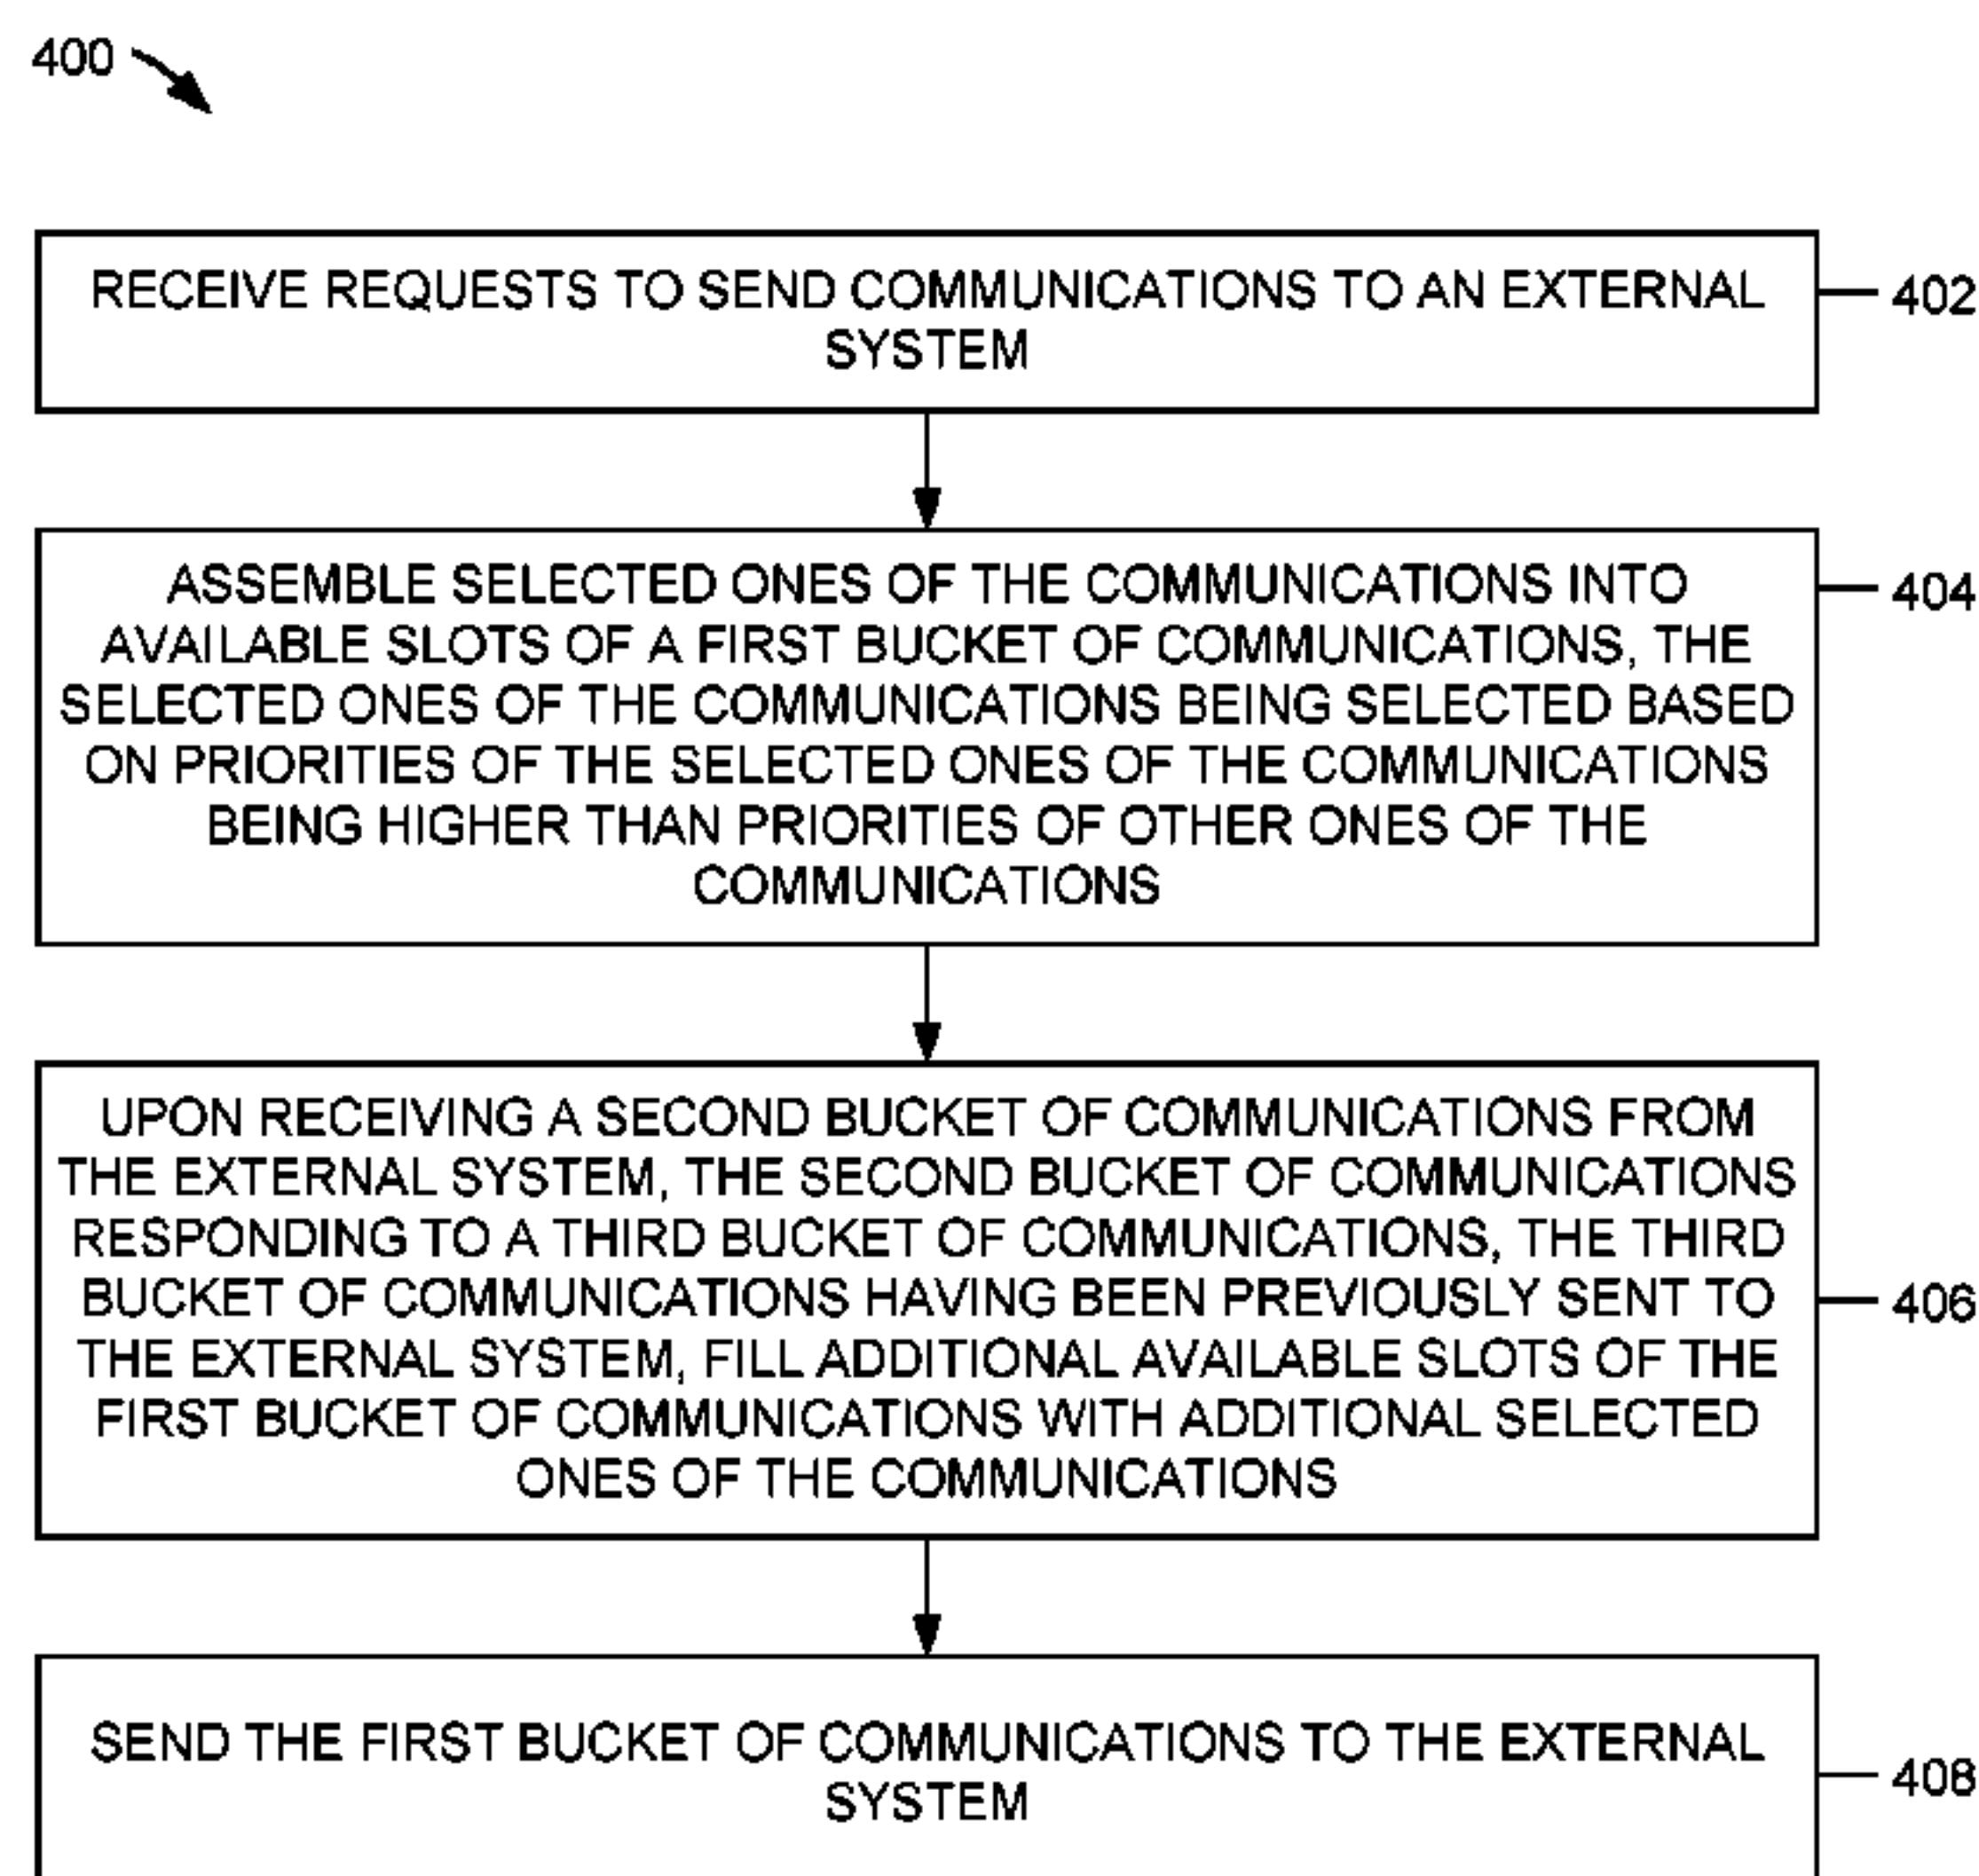 400
RECEIVE REQUESTS TO SEND COMMUNICATIONS TO AN EXTERNAL
SYSTEM
402
ASSEMBLE SELECTED ONES OF THE COMMUNICATIONS INTO
AVAILABLE SLOTS OF A FIRST BUCKET OF COMMUNICATIONS, THE
SELECTED ONES OF THE COMMUNICATIONS BEING SELECTED BASED
ON PRIORITIES OF THE SELECTED ONES OF THE COMMUNICATIONS
BEING HIGHER THAN PRIORITIES OF OTHER ONES OF THE
COMMUNICATIONS
404
UPON RECEIVING A SECOND BUCKET OF COMMUNICATIONS FROM
THE EXTERNAL SYSTEM, THE SECOND BUCKET OF COMMUNICATIONS
RESPONDING TO A THIRD BUCKET OF COMMUNICATIONS, THE THIRD
BUCKET OF COMMUNICATIONS HAVING BEEN PREVIOUSLY SENT TO
THE EXTERNAL SYSTEM, FILL ADDITIONAL AVAILABLE SLOTS OF THE
FIRST BUCKET OF COMMUNICATIONS WITH ADDITIONAL SELECTED
ONES OF THE COMMUNICATIONS
406
SEND THE FIRST BUCKET OF COMMUNICATIONS TO THE EXTERNAL
SYSTEM
408